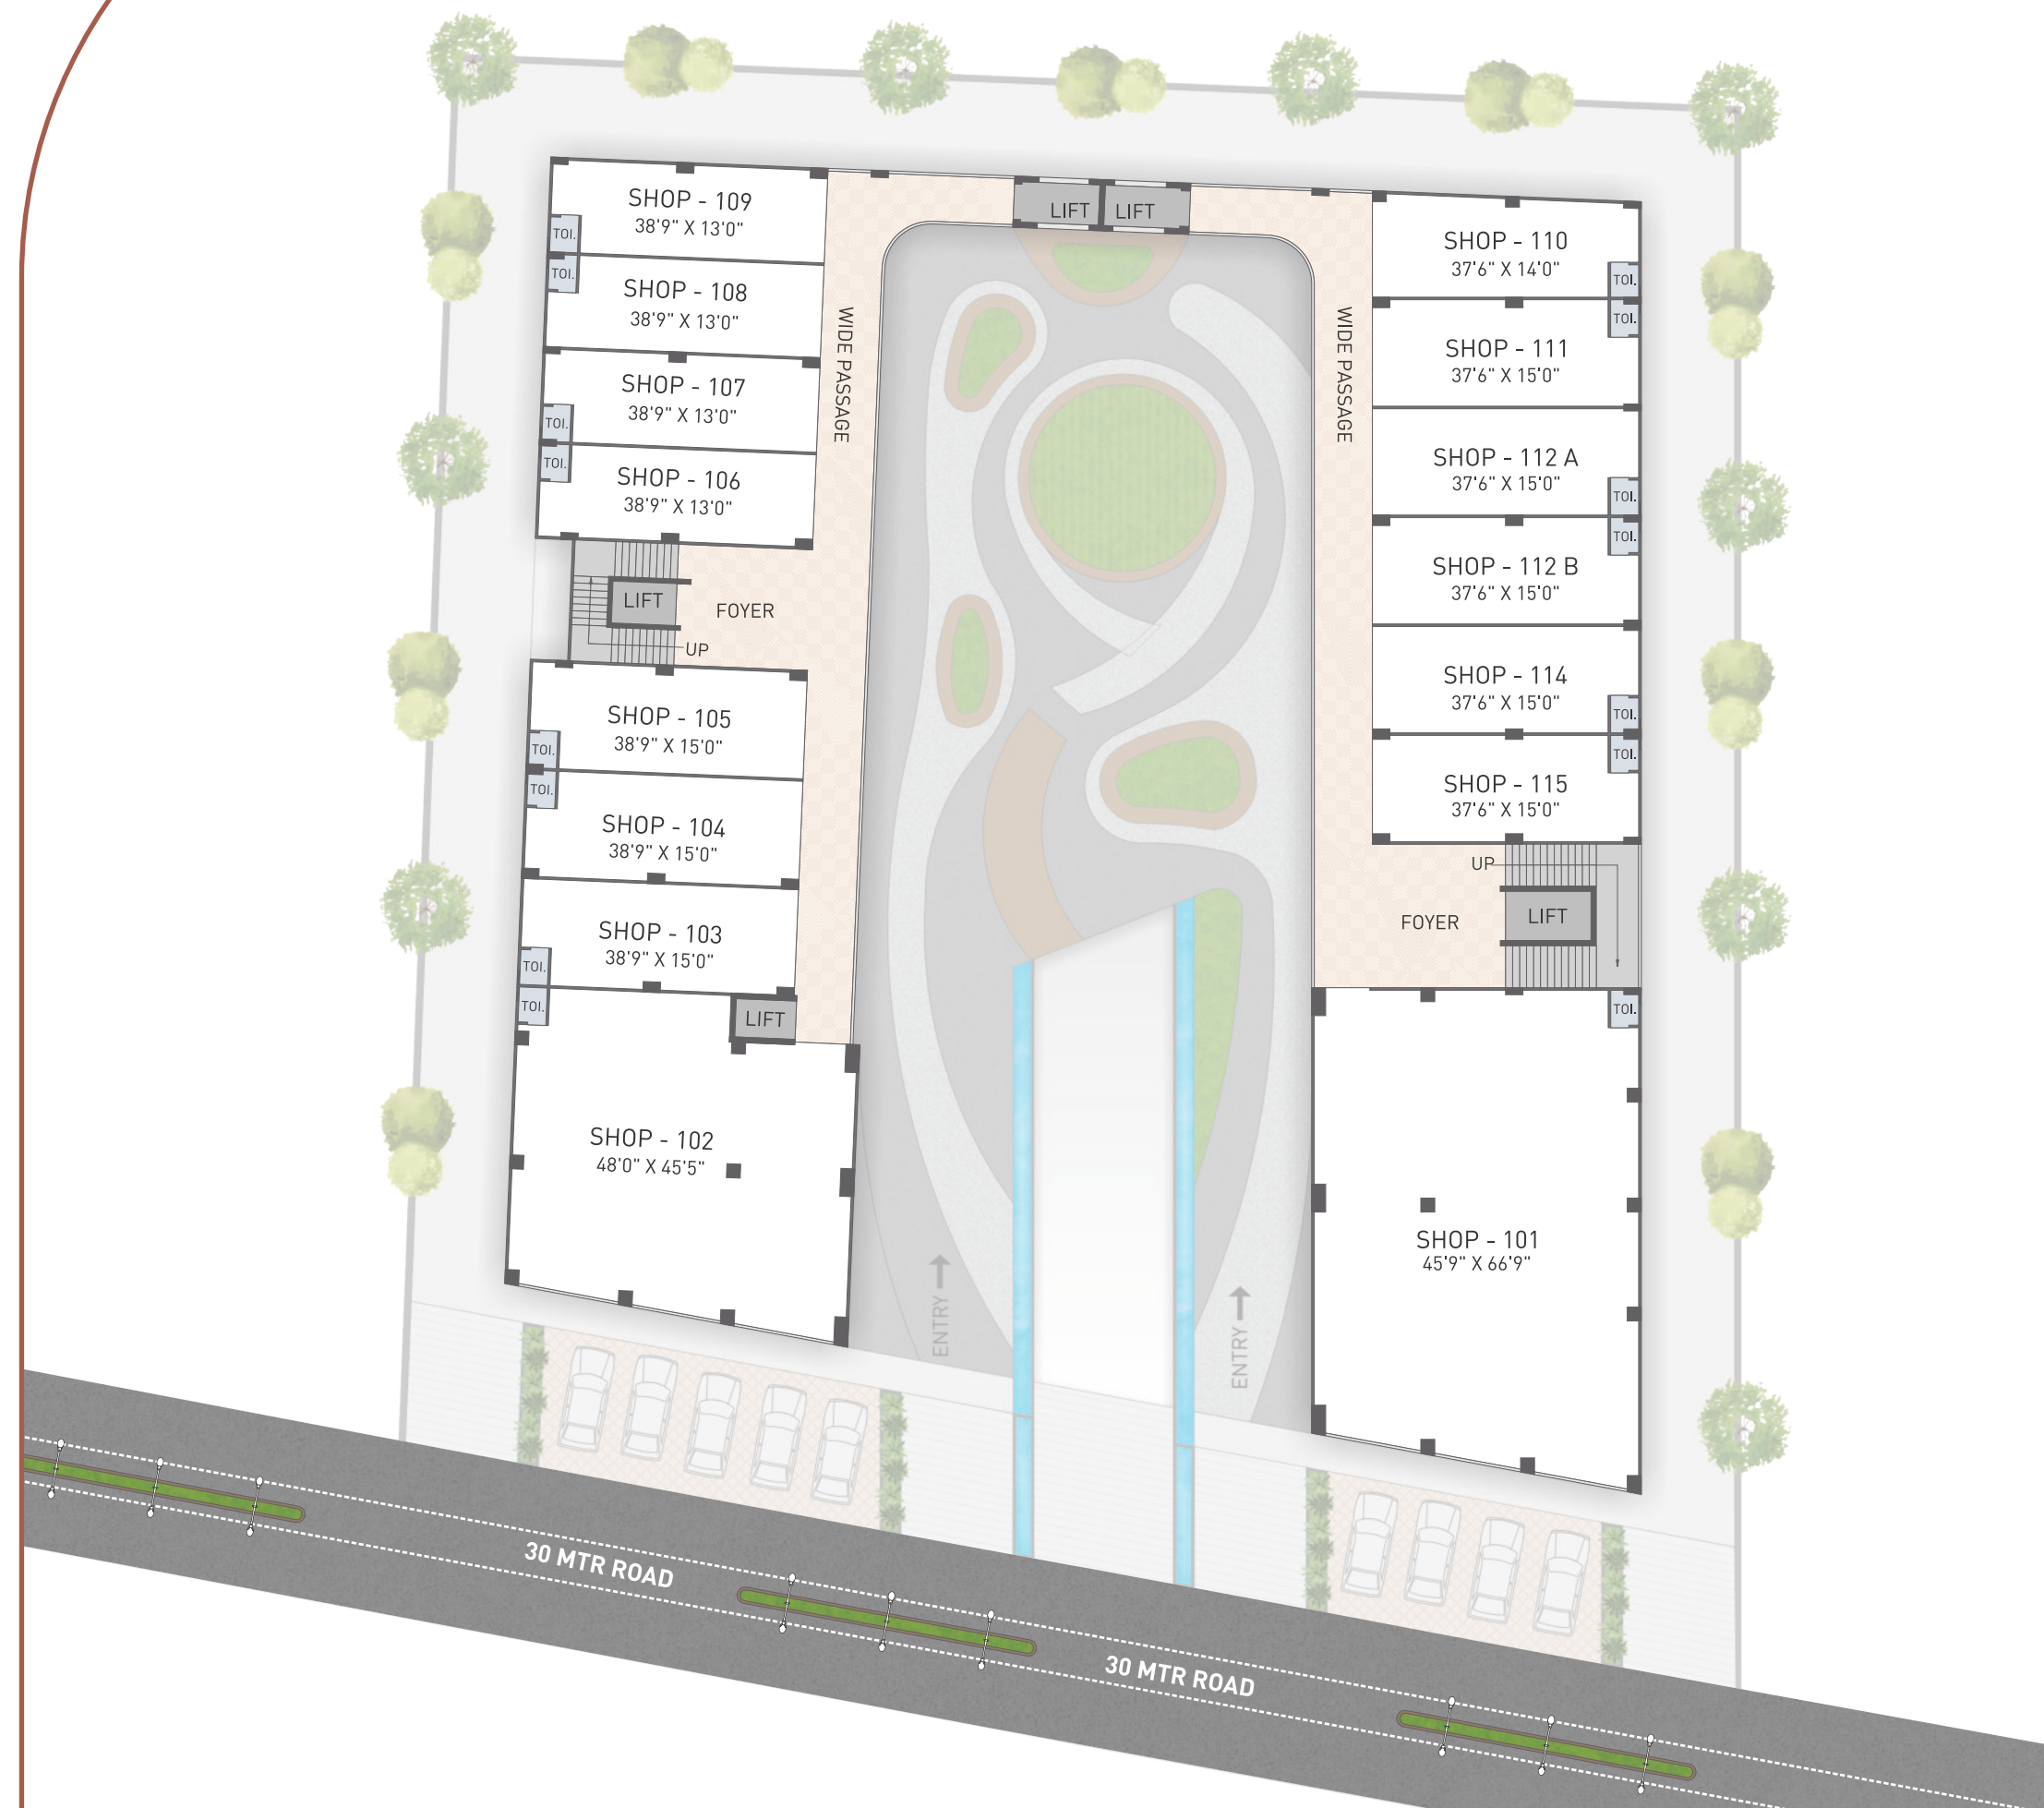 SHOP - 109
38'9" X 13'0"
TOI.
SHOP - 108
38'9" X 13'0"
TOI.
SHOP - 107
38'9" X 13'0"
TOI.
SHOP - 106
38'9" X 13'0"
TOI.
LIFT
FOYER
UP
SHOP - 105
38'9" X 15'0"
TOI.
SHOP - 104
38'9" X 15'0"
TOI.
SHOP - 103
38'9" X 15'0"
TOI.
TOI.
LIFT
SHOP - 102
48'0" X 45'5"
WIDE PASSAGE
LIFT
LIFT
WIDE PASSAGE
SHOP - 110
37'6" X 14'0"
TOI.
SHOP - 111
37'6" X 15'0"
TOI.
SHOP - 112 A
37'6" X 15'0"
TOI.
SHOP - 112 B
37'6" X 15'0"
TOI.
SHOP - 114
37'6" X 15'0"
TOI.
SHOP - 115
37'6" X 15'0"
TOI.
UP
FOYER
LIFT
TOI.
SHOP - 101
45'9" X 66'9"
ENTRY
ENTRY
30 MTR ROAD
30 MTR ROAD